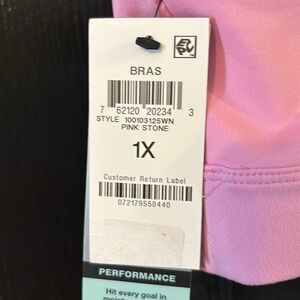 BRAS
7 62120 20234 3
STYLE 100103125WN
PINK STONE
1X
Customer Return Label
072179550440
PERFORMANCE
Hit every goal in